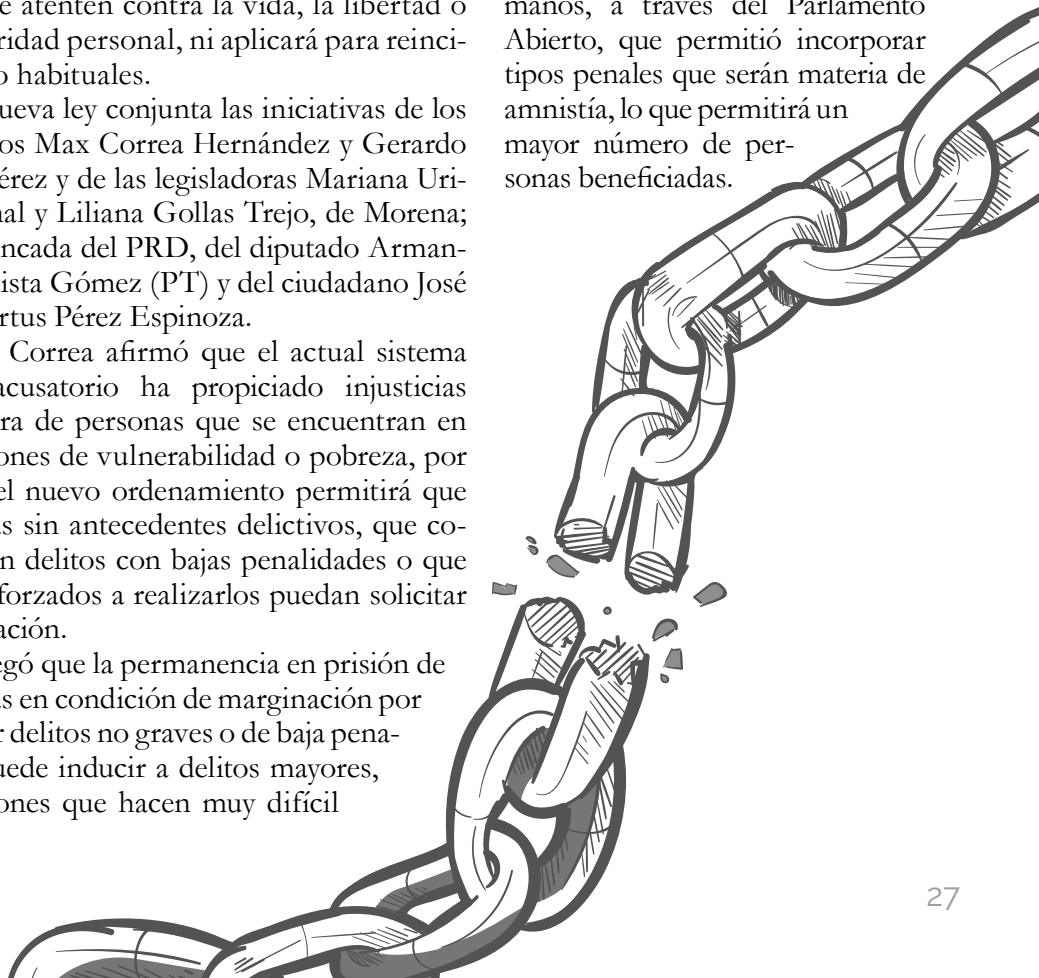 atenten contra la vida, la libertad o
ridad personal, ni aplicará para reinci-
o habituales.
ueva ley conjunta las iniciativas de los
os Max Correa Hernández y Gerardo
érez y de las legisladoras Mariana Uri-
nal y Liliana Gollas Trejo, de Morena;
ncada del PRD, del diputado Arman-
ista Gómez (PT) y del ciudadano José
rtus Pérez Espinoza.
Correa afirmó que el actual sistema
acusatorio ha propiciado injusticias
ra de personas que se encuentran en
ones de vulnerabilidad o pobreza, por
el nuevo ordenamiento permitirá que
as sin antecedentes delictivos, que co-
n delitos con bajas penalidades o que
forzados a realizarlos puedan solicitar
ación.
egó que la permanencia en prisión de
as en condición de marginación por
r delitos no graves o de baja pena-
uede inducir a delitos mayores,
ones que hacen muy difícil
manos, a través del Parlamento
Abierto, que permitió incorporar
tipos penales que serán materia de
amnistía, lo que permitirá un
mayor número de per-
sonas beneficiadas.
27